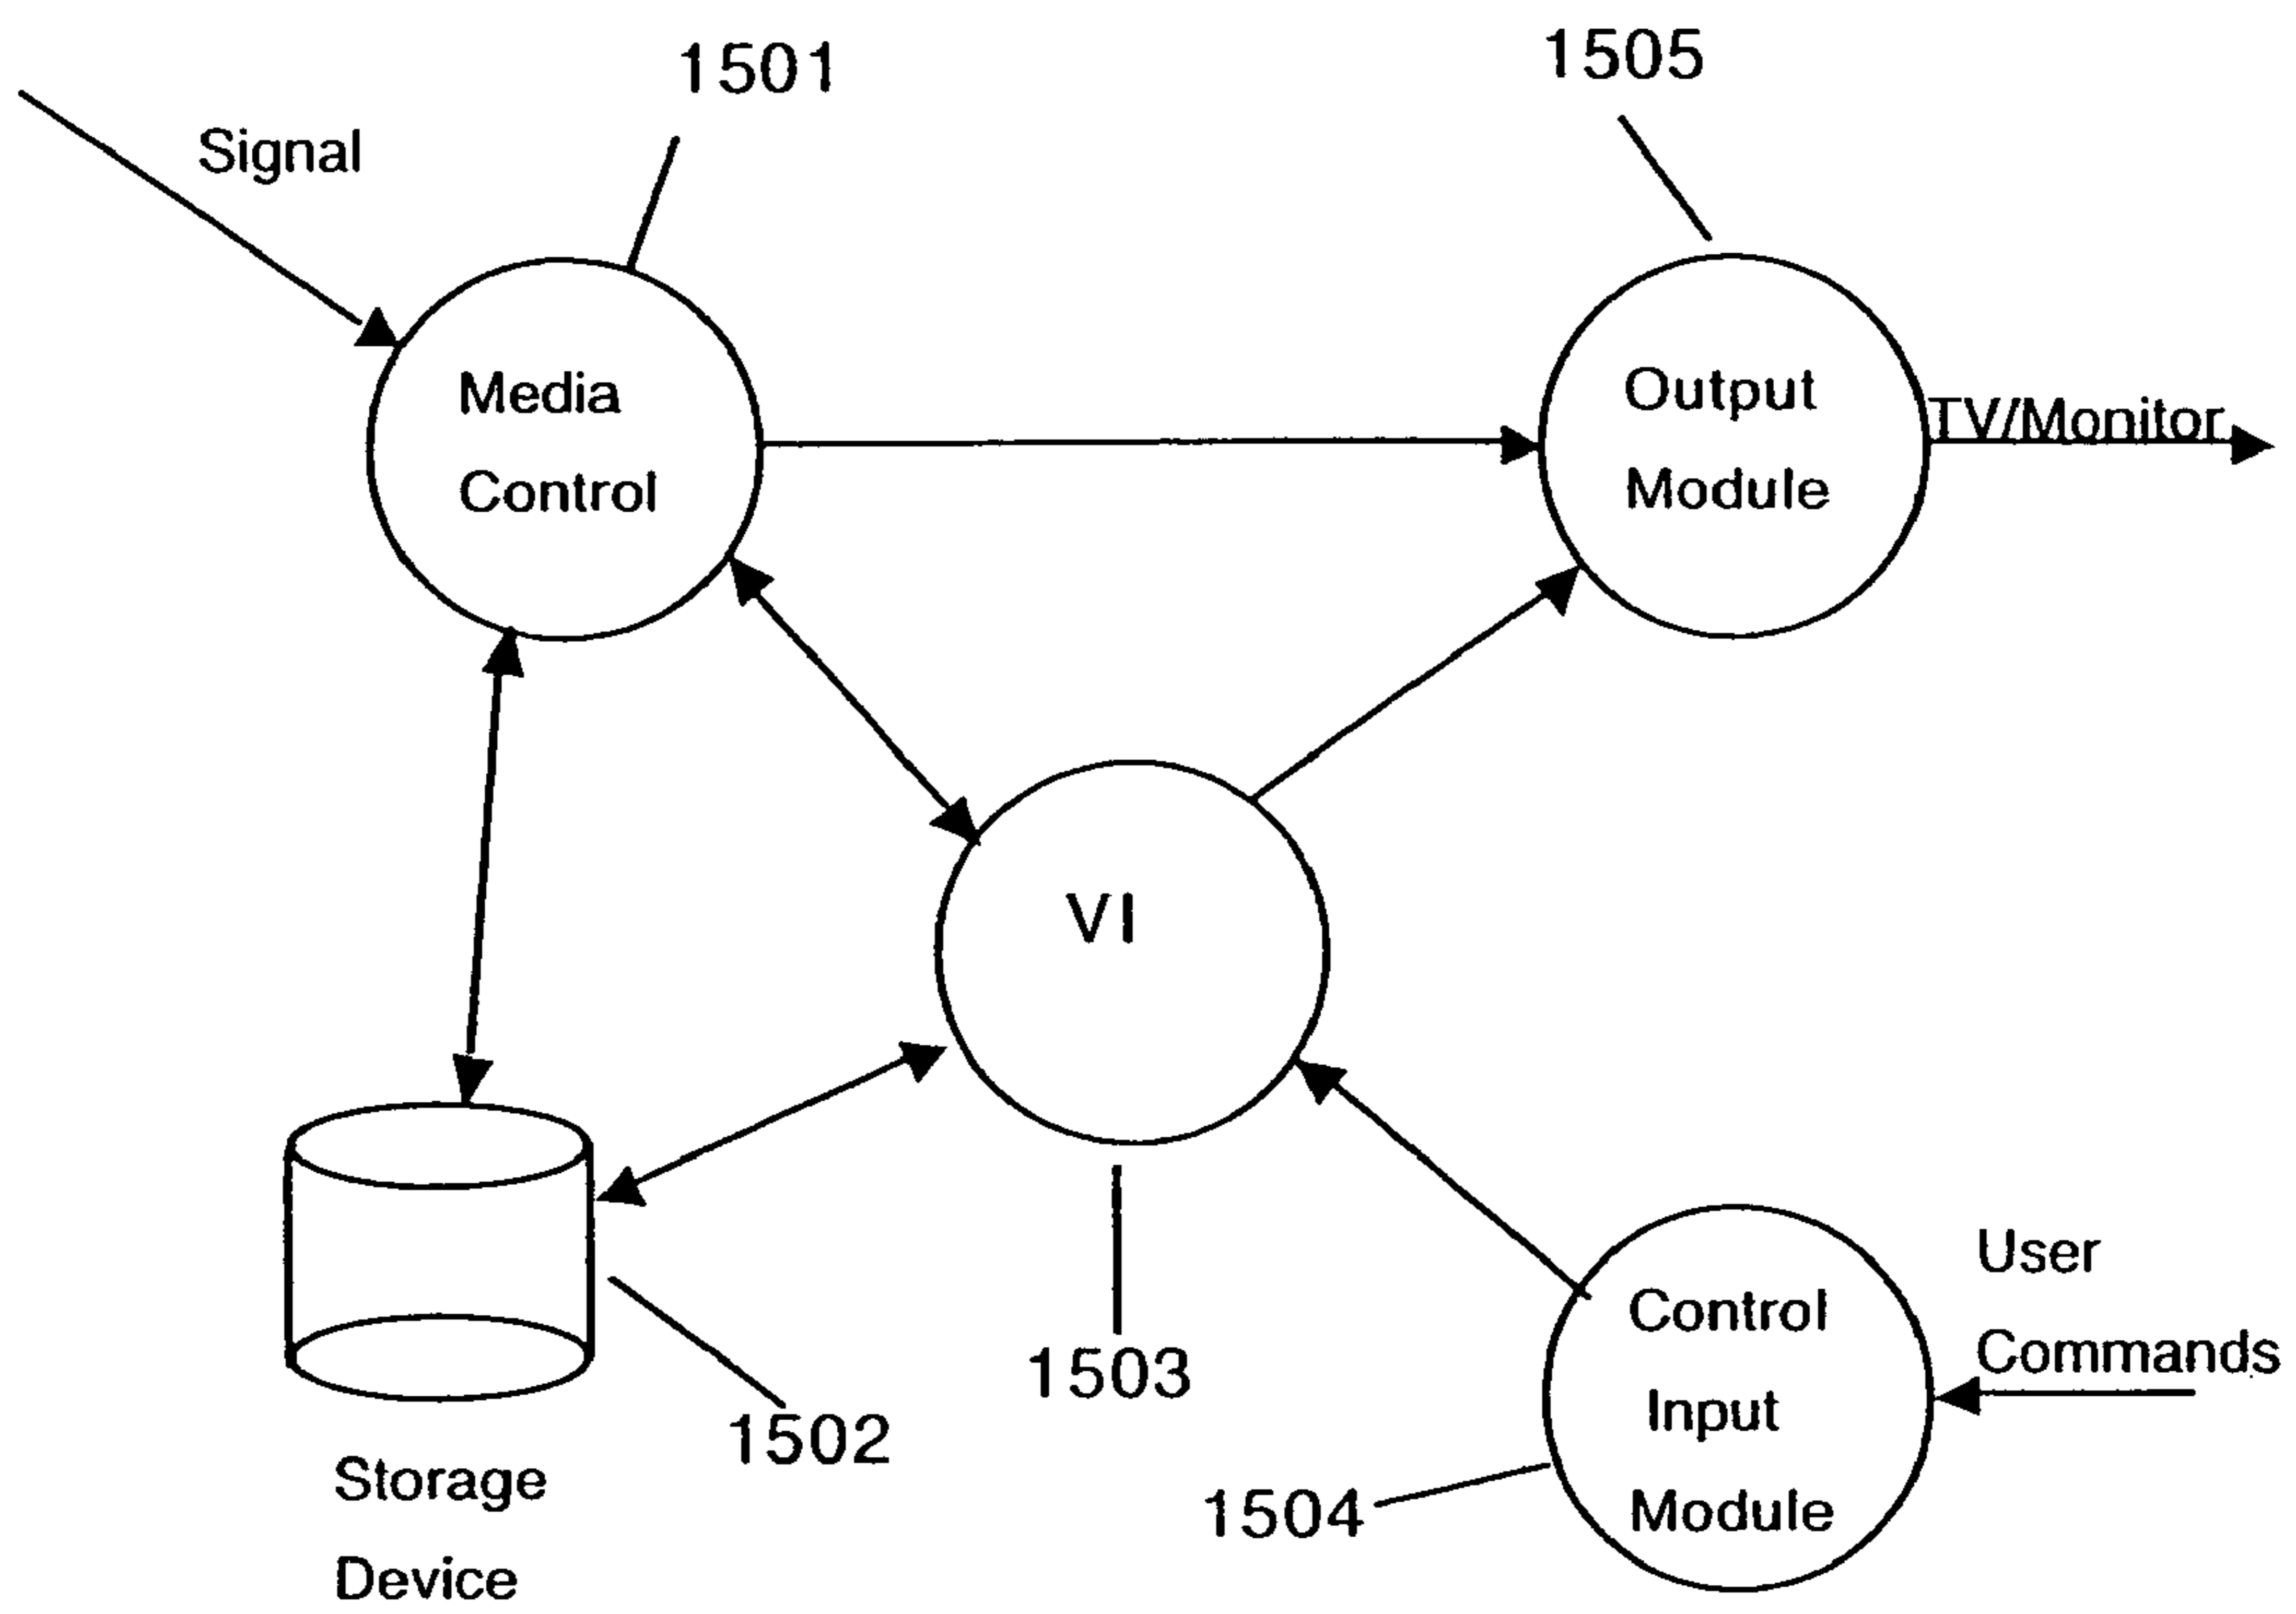 1501
1505
Signal
Media
Control
Output
Module
TV/Monitor
VI
User
Commands
Control
Input
Module
1503
1502
1504
Storage
Device